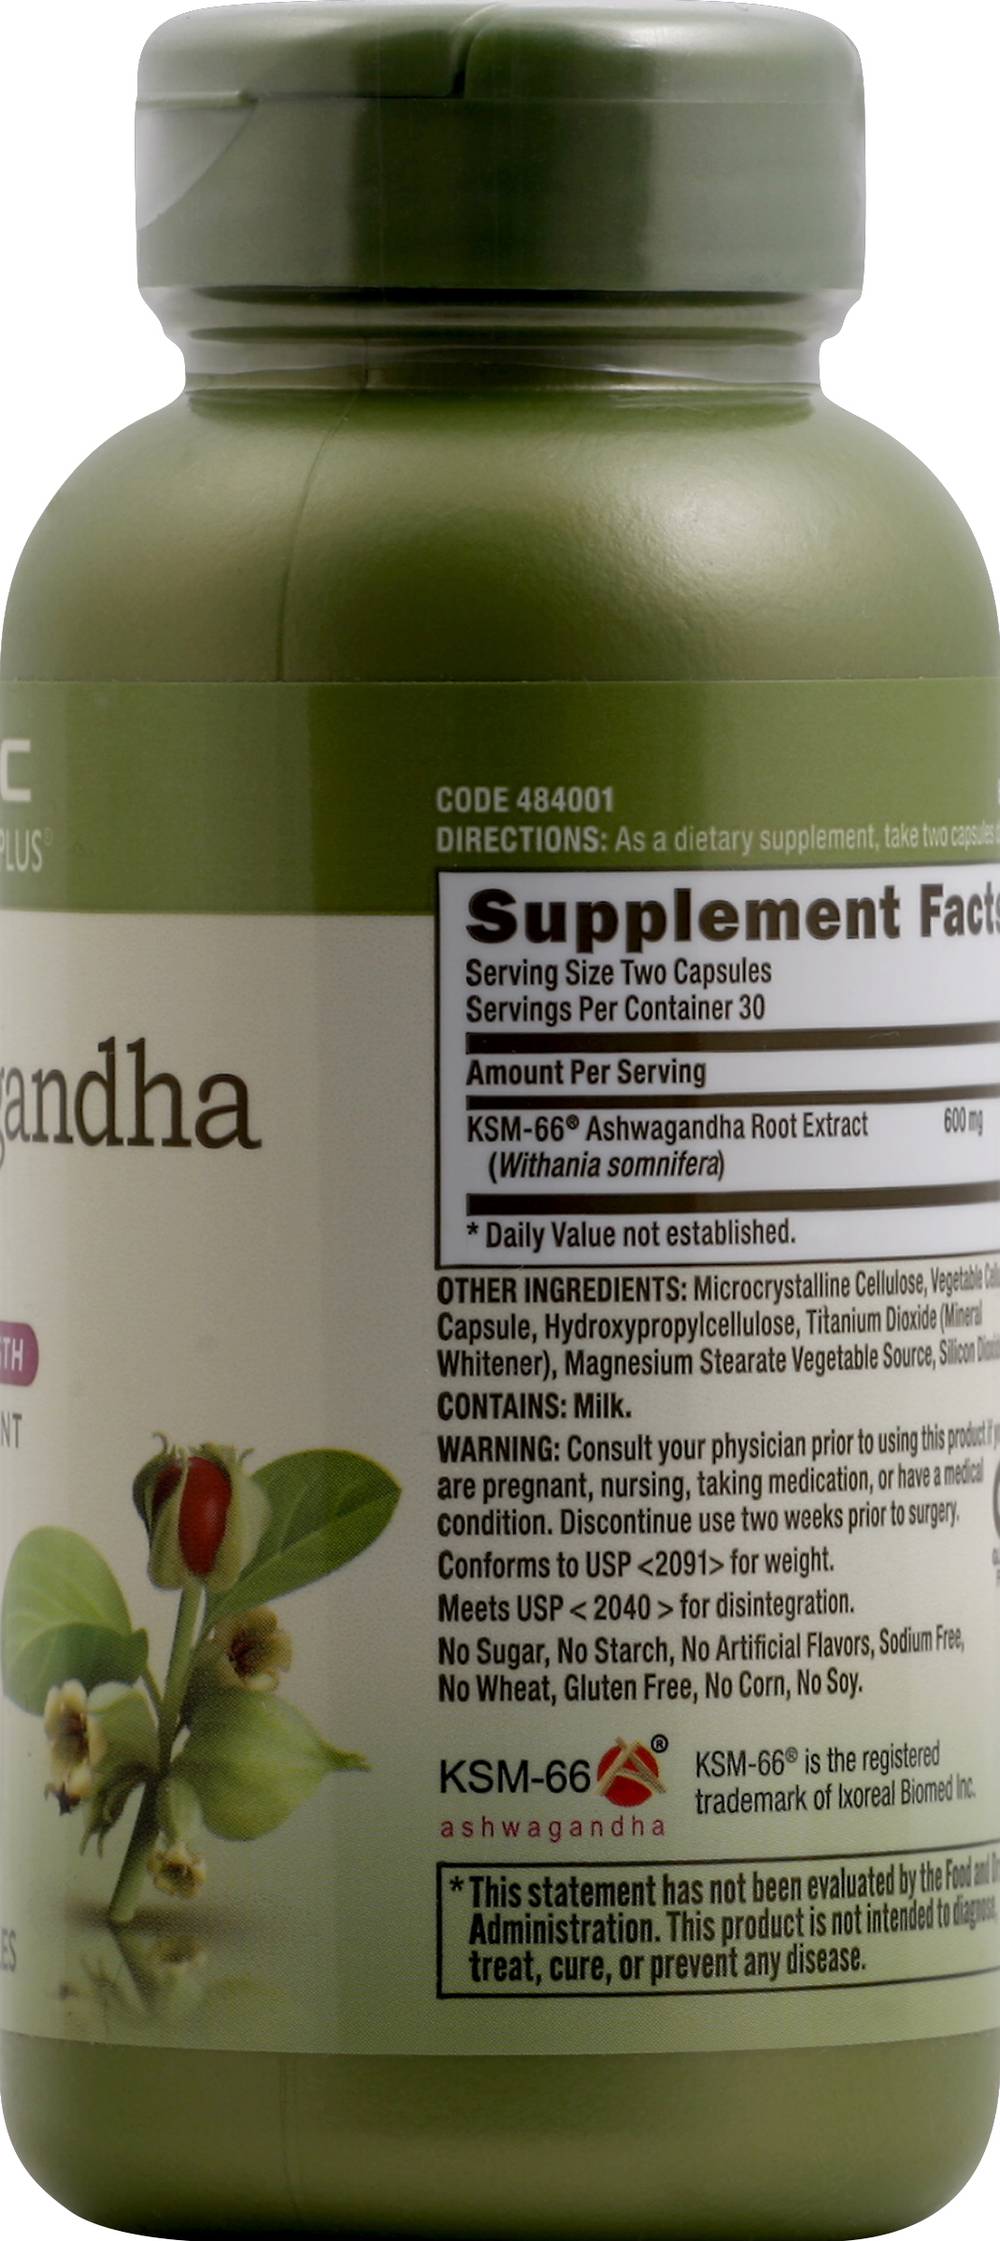 C
PLUS®
andha
NT
CODE 484001
DIRECTIONS: As a dietary supplement, take two capsules
Supplement Facts
Serving Size Two Capsules
Servings Per Container 30
Amount Per Serving
KSM-66® Ashwagandha Root Extract 600 mg
(Withania somnifera)
* Daily Value not established.
OTHER INGREDIENTS: Microcrystalline Cellulose, Vegetable
Capsule, Hydroxypropylcellulose, Titanium Dioxide (Mineral
Whitener), Magnesium Stearate Vegetable Source, Silicon
CONTAINS: Milk.
WARNING: Consult your physician prior to using this product if
are pregnant, nursing, taking medication, or have a medical
condition. Discontinue use two weeks prior to surgery.
Conforms to USP <2091> for weight.
Meets USP < 2040 > for disintegration.
No Sugar, No Starch, No Artificial Flavors, Sodium Free,
No Wheat, Gluten Free, No Corn, No Soy.
KSM-66®
ashwagandha
KSM-66® is the registered
trademark of Ixoreal Biomed Inc.
* This statement has not been evaluated by the Food and
Administration. This product is not intended to diagnose,
treat, cure, or prevent any disease.